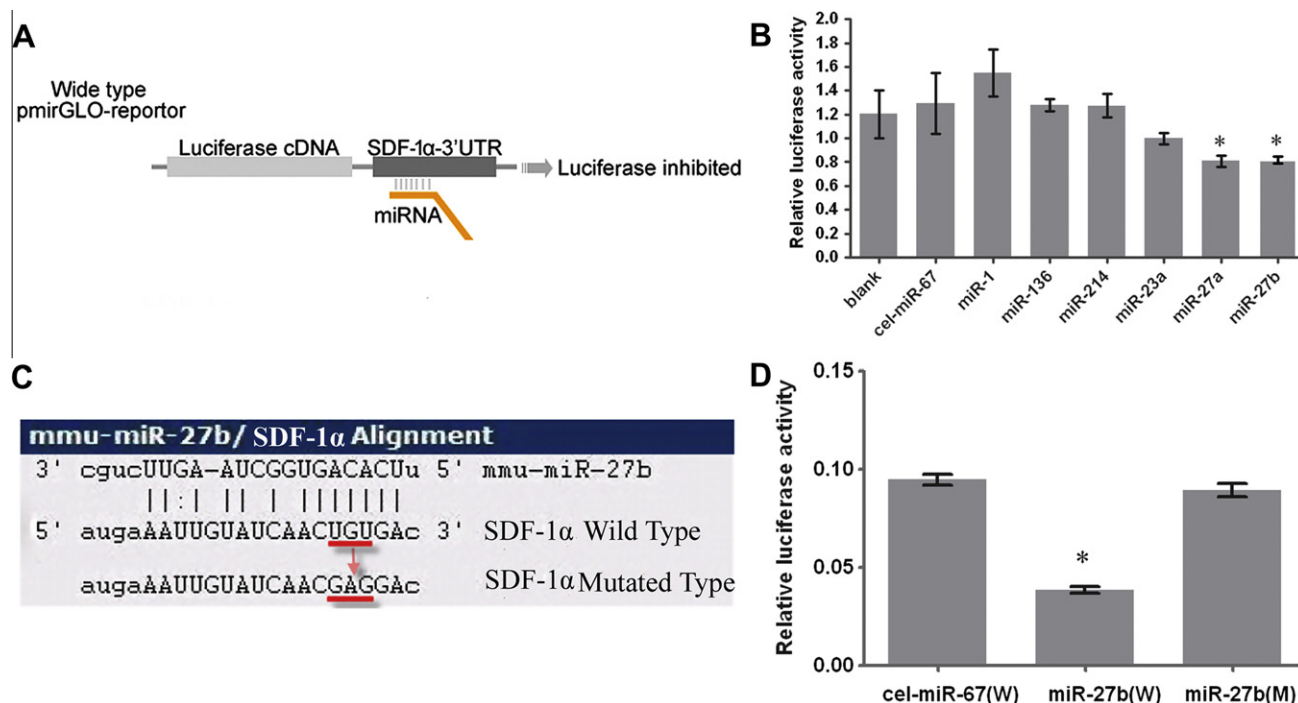 A
Wide type
pmirGLO-reporter
Luciferase cDNA
SDF-1α-3'UTR
Luciferase inhibited
miRNA
B
Relative luciferase activity
2.0
1.8
1.6
1.4
1.2
1.0
0.8
0.6
0.4
0.2
0.0
* *
blank
cel-miR-67
miR-1
miR-136
miR-214
miR-23a
miR-27a
miR-27b
C
mmu-miR-27b/ SDF-1α Alignment
3' cgucUUGA-AUCGGUGACACUu 5' mmu-miR-27b
5' augaAAUUGUAUCAACUGUGAc 3' SDF-1α Wild Type
augaAAUUGUAUCAACGAGGAc SDF-1α Mutated Type
D
Relative luciferase activity
0.15
0.10
0.05
0.00
*
cel-miR-67(W)
miR-27b(W)
miR-27b(M)